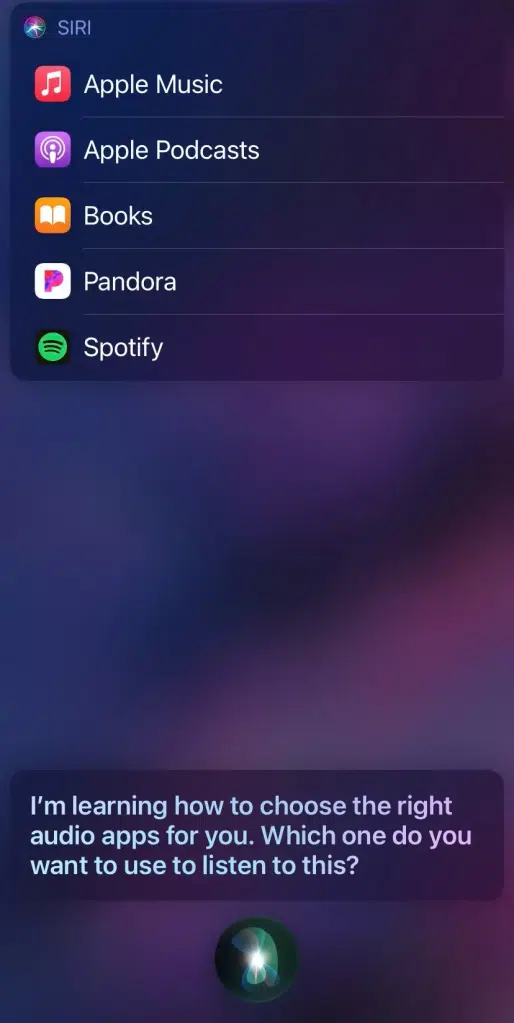 SIRI
Apple Music
Apple Podcasts
Books
Pandora
Spotify
I’m learning how to choose the right
audio apps for you. Which one do you
want to use to listen to this?